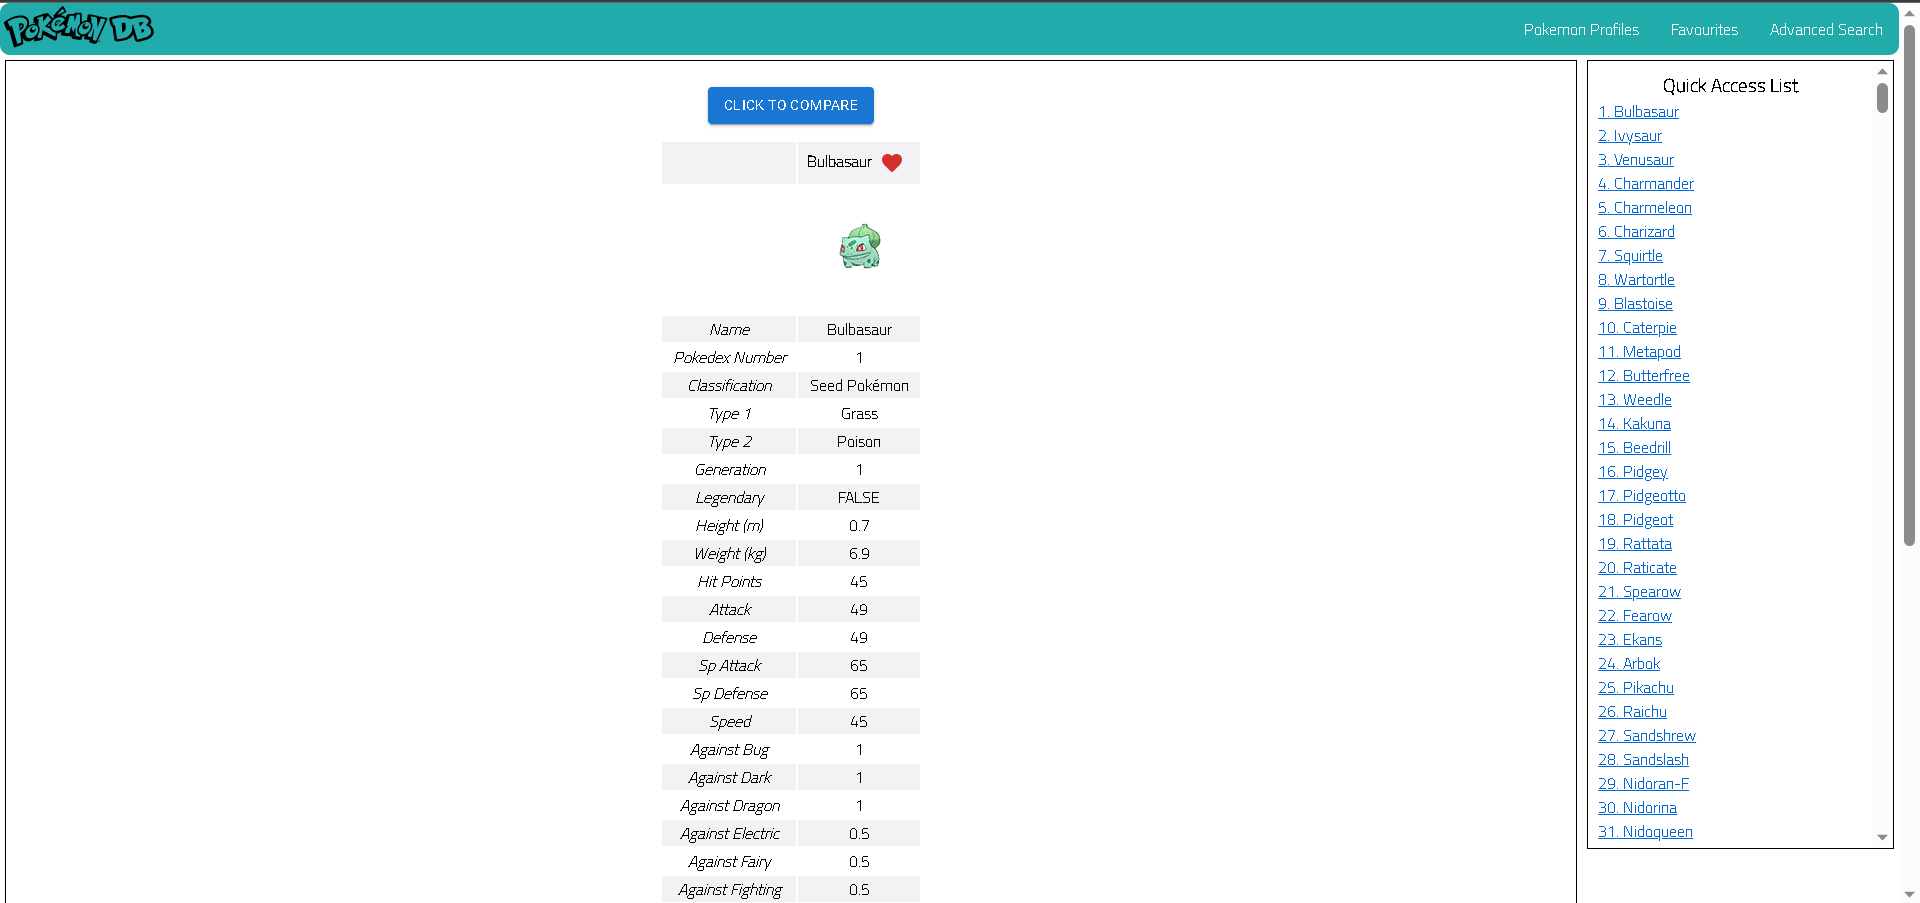 POKéMON DB
Pokemon Profiles Favourites Advanced Search
CLICK TO COMPARE
Bulbasaur
Name Bulbasaur
Pokedex Number 1
Classification Seed Pokémon
Type 1 Grass
Type 2 Poison
Generation 1
Legendary FALSE
Height (m) 0.7
Weight (kg) 6.9
Hit Points 45
Attack 49
Defense 49
Sp Attack 65
Sp Defense 65
Speed 45
Against Bug 1
Against Dark 1
Against Dragon 1
Against Electric 0.5
Against Fairy 0.5
Against Fighting 0.5
Quick Access List
1. Bulbasaur
2. Ivysaur
3. Venusaur
4. Charmander
5. Charmeleon
6. Charizard
7. Squirtle
8. Wartortle
9. Blastoise
10. Caterpie
11. Metapod
12. Butterfree
13. Weedle
14. Kakuna
15. Beedrill
16. Pidgey
17. Pidgeotto
18. Pidgeot
19. Rattata
20. Raticate
21. Spearow
22. Fearow
23. Ekans
24. Arbok
25. Pikachu
26. Raichu
27. Sandshrew
28. Sandslash
29. Nidoran-F
30. Nidorina
31. Nidoqueen